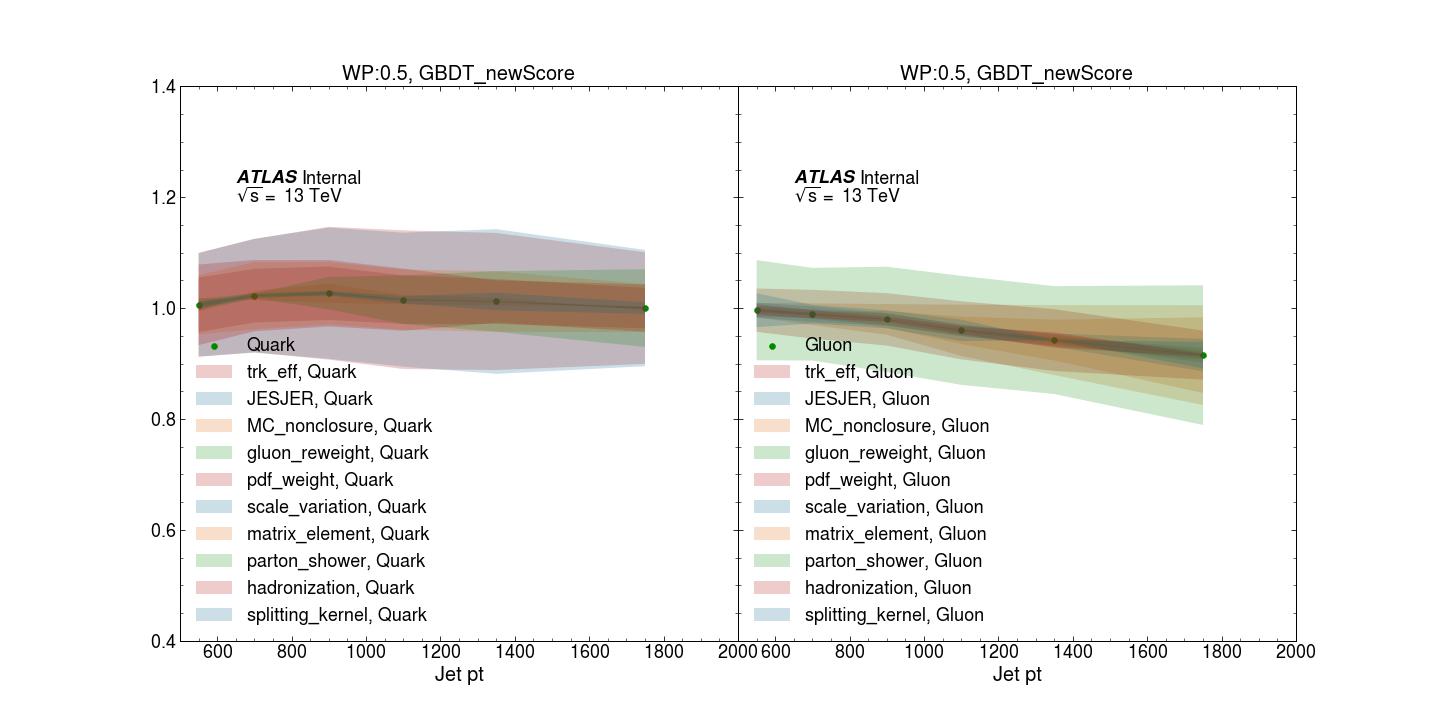 WP:0.5, GBDT_newScore
1.4
1.2
1.0
0.8
0.6
0.4
ATLAS Internal
√s = 13 TeV
Quark
trk_eff, Quark
JESJER, Quark
MC_nonclosure, Quark
gluon_reweight, Quark
pdf_weight, Quark
scale_variation, Quark
matrix_element, Quark
parton_shower, Quark
hadronization, Quark
splitting_kernel, Quark
600 800 1000 1200 1400 1600 1800 2000
Jet pt
WP:0.5, GBDT_newScore
ATLAS Internal
√s = 13 TeV
Gluon
trk_eff, Gluon
JESJER, Gluon
MC_nonclosure, Gluon
gluon_reweight, Gluon
pdf_weight, Gluon
scale_variation, Gluon
matrix_element, Gluon
parton_shower, Gluon
hadronization, Gluon
splitting_kernel, Gluon
600 800 1000 1200 1400 1600 1800 2000
Jet pt